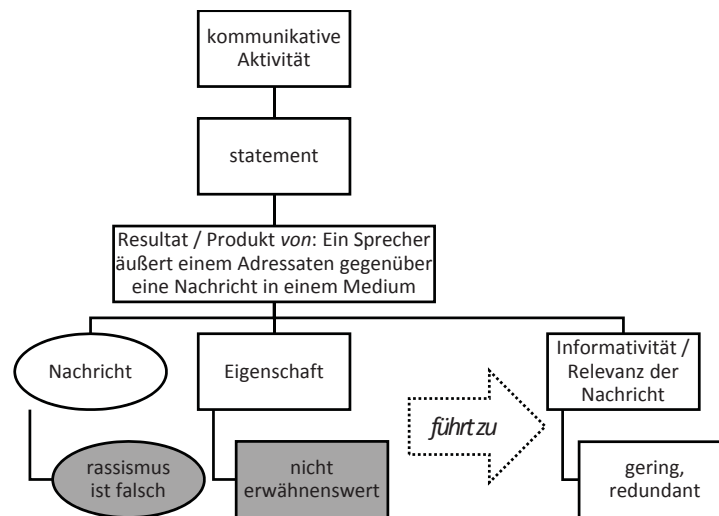 kommunikative
Aktivität
statement
Resultat / Produkt von: Ein Sprecher
äußert einem Adressaten gegenüber
eine Nachricht in einem Medium
Nachricht
Eigenschaft
Informativität /
Relevanz der
Nachricht
führt zu
rassismus
ist falsch
nicht
erwähnenswert
gering,
redundant